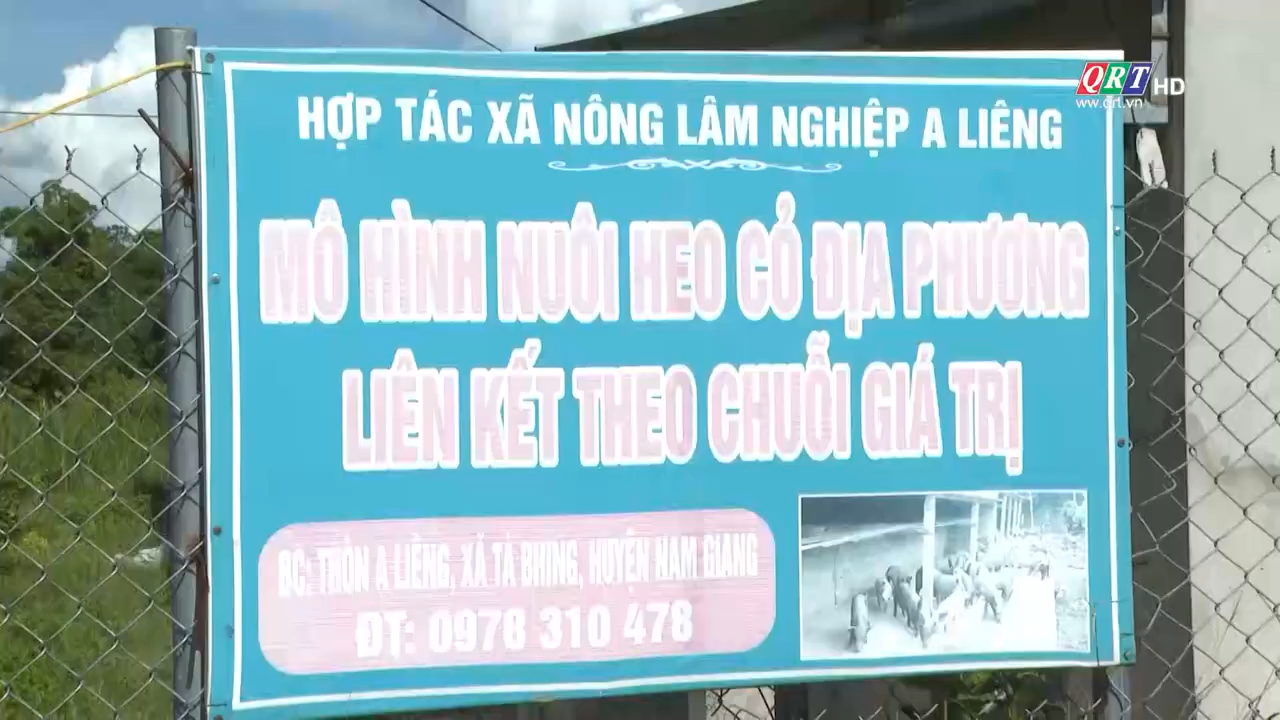 QRT HD
www.qrt.vn
HỢP TÁC XÃ NÔNG LÂM NGHIỆP A LIÊNG
MÔ HÌNH NUÔI HEO CỎ ĐỊA PHƯƠNG
LIÊN KẾT THEO CHUỖI GIÁ TRỊ
ĐC: THÔN A LIÊNG, XÃ TÀ BHING, HUYỆN NAM GIANG
ĐT: 0978 310 478